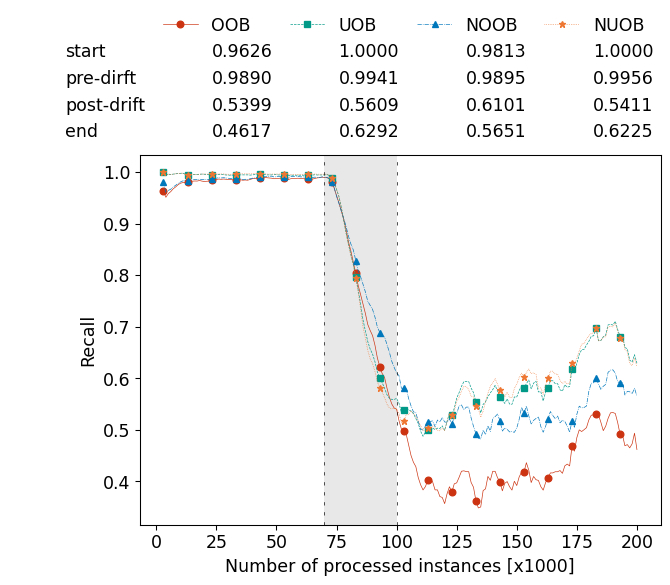 OOB UOB NOOB NUOB
start 0.9626 1.0000 0.9813 1.0000
pre-dirft 0.9890 0.9941 0.9895 0.9956
post-drift 0.5399 0.5609 0.6101 0.5411
end 0.4617 0.6292 0.5651 0.6225
1.0
0.9
0.8
0.7
0.6
0.5
0.4
Recall
0 25 50 75 100 125 150 175 200
Number of processed instances [x1000]